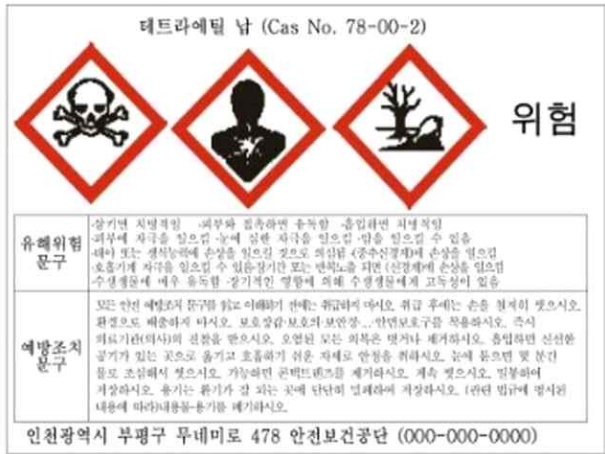 테트라에틸 납 (Cas No. 78-00-2)
위험
유해위험
문구
·삼키면 치명적임 ·피부와 접촉하면 유독함 ·흡입하면 치명적임
·피부에 자극을 일으킴 ·눈에 심한 자극을 일으킴 ·암을 일으킬 수 있음
·태아 또는 생식능력에 손상을 일으킬 것으로 의심됨 ·(중추신경계)에 손상을 일으킴
·호흡기계 자극을 일으킬 수 있음·장기간 또는 반복노출 되면 (신경계)에 손상을 일으킴
·수생생물에 매우 유독함 ·장기적인 영향에 의해 수생생물에게 고독성이 있음
예방조치
문구
모든 안전 예방조치 문구를 읽고 이해하기 전에는 취급하지 마시오. 취급 후에는 손을 철저히 씻으시오.
환경으로 배출하지 마시오. 보호장갑·보호의·보안경·...안면보호구를 착용하시오. 즉시
의료기관(의사)의 진찰을 받으시오. 오염된 모든 의복은 벗거나 제거하시오. 흡입하면 신선한
공기가 있는 곳으로 옮기고 호흡하기 쉬운 자세로 안정을 취하시오. 눈에 묻으면 몇 분간
물로 조심해서 씻으시오. 가능하면 콘택트렌즈를 제거하시오. 계속 씻으시오. 밀봉하여
저장하시오. 용기는 환기가 잘 되는 곳에 단단히 밀폐하여 저장하시오. (관련 법규에 명시된
내용에 따라)내용물·용기를 폐기하시오.
인천광역시 부평구 무네미로 478 안전보건공단 (000-000-0000)